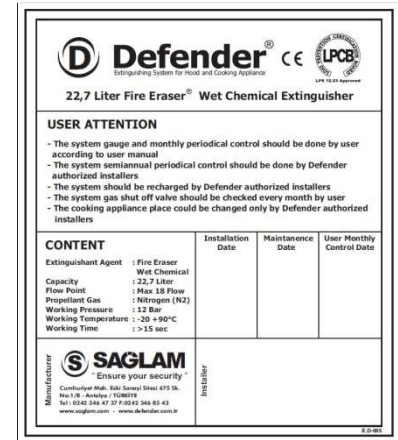 D Defender® CE LPCB
Extinguishing System for Hood and Cooking Appliance
LPS 12.23 Approved
22,7 Liter Fire Eraser® Wet Chemical Extinguisher
USER ATTENTION
- The system gauge and monthly periodical control should be done by user
according to user manual
- The system semiannual periodical control should be done by Defender
authorized installers
- The system should be recharged by Defender authorized installers
- The system gas shut off valve should be checked every month by user
- The cooking appliance place could be changed only by Defender authorized
installers
CONTENT
Extinguishant Agent : Fire Eraser
Wet Chemical
Capacity : 22,7 Liter
Flow Point : Max 18 Flow
Propellant Gas : Nitrogen (N2)
Working Pressure : 12 Bar
Working Temperature : -20 +90°C
Working Time : >15 sec
Installation
Date
Maintanence
Date
User Monthly
Control Date
Manufacturer
S SAGLAM
"Ensure your security"
Cumhuriyet Mah. Eski Sanayi Sitesi 675 Sk.
No:1/B - Antalya / TÜRKİYE
Tel : 0242 346 47 37 F:0242 346 85 43
www.saglam.com - www.defender.com.tr
Installer
E.D-005